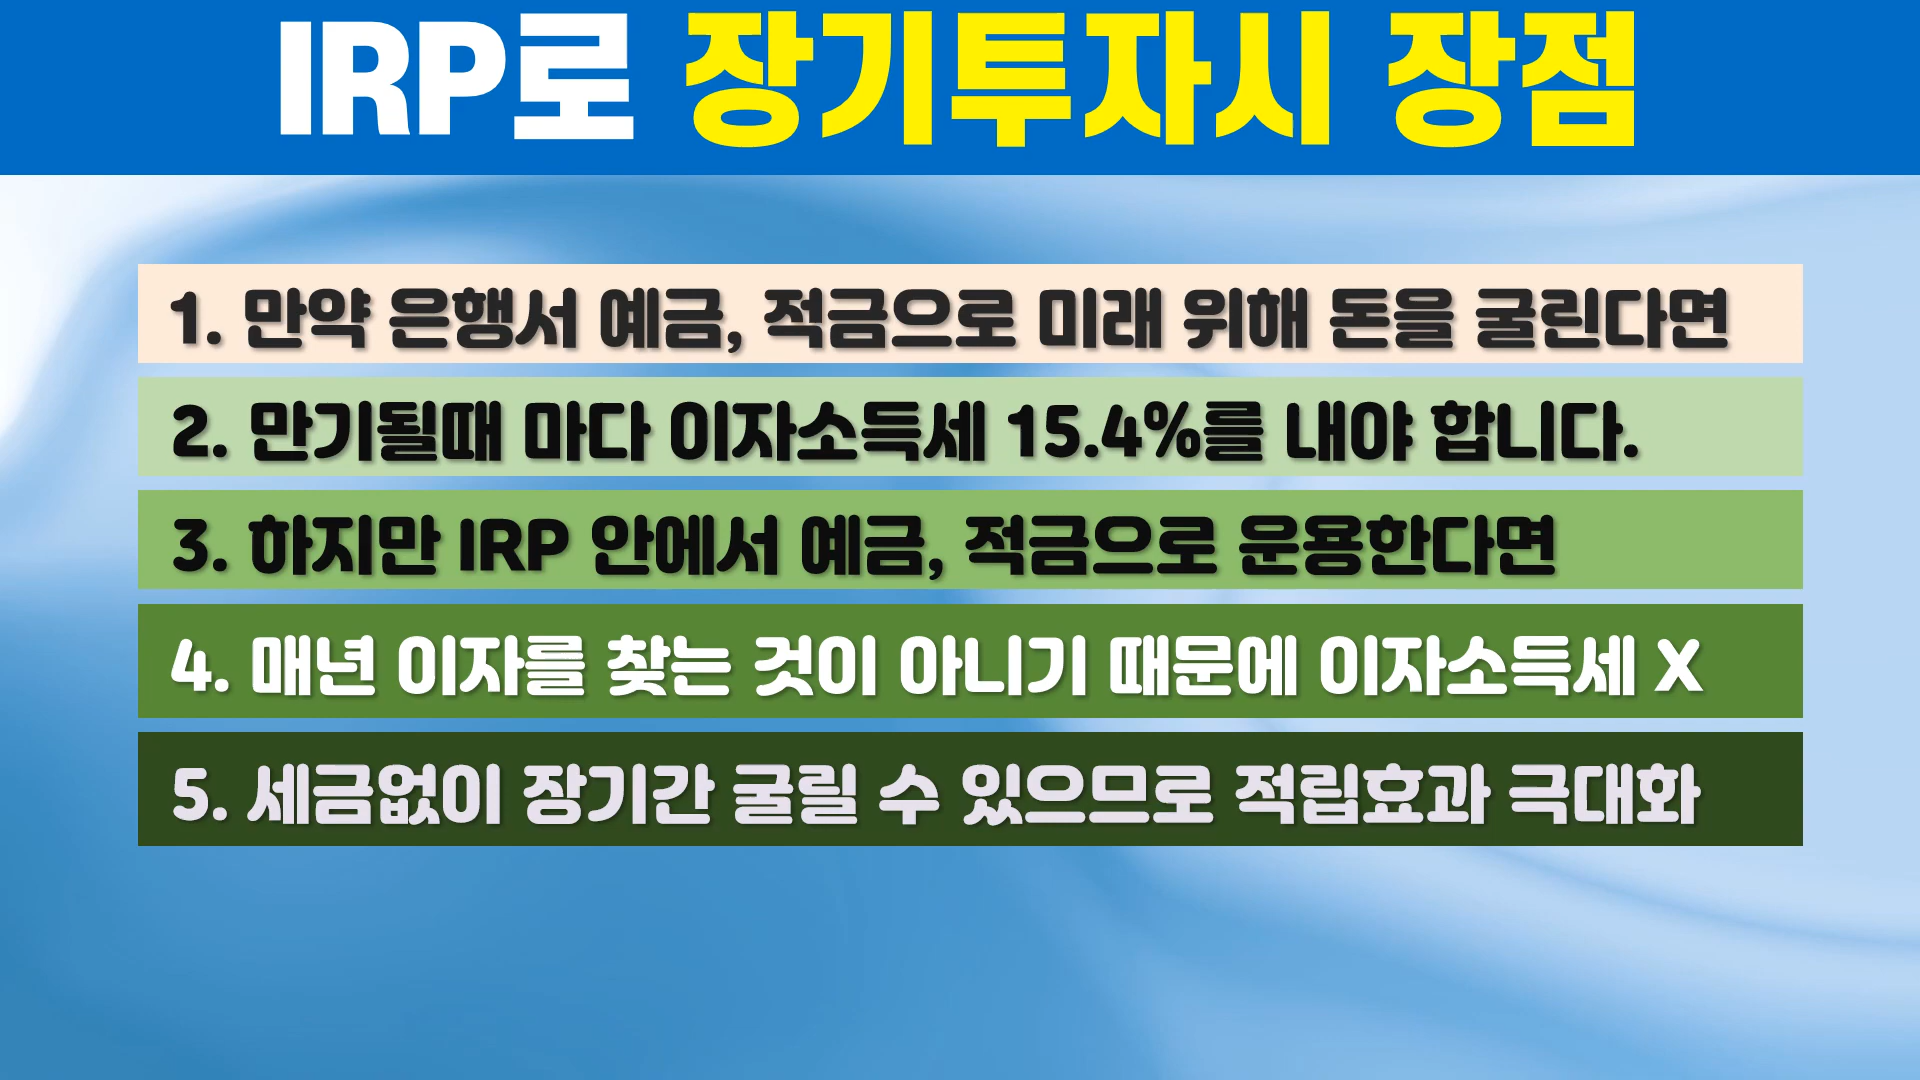 IRP로 장기투자시 장점
1. 만약 은행서 예금, 적금으로 미래 위해 돈을 굴린다면
2. 만기될때 마다 이자소득세 15.4%를 내야 합니다.
3. 하지만 IRP 안에서 예금, 적금으로 운용한다면
4. 매년 이자를 찾는 것이 아니기 때문에 이자소득세 X
5. 세금없이 장기간 굴릴 수 있으므로 적립효과 극대화